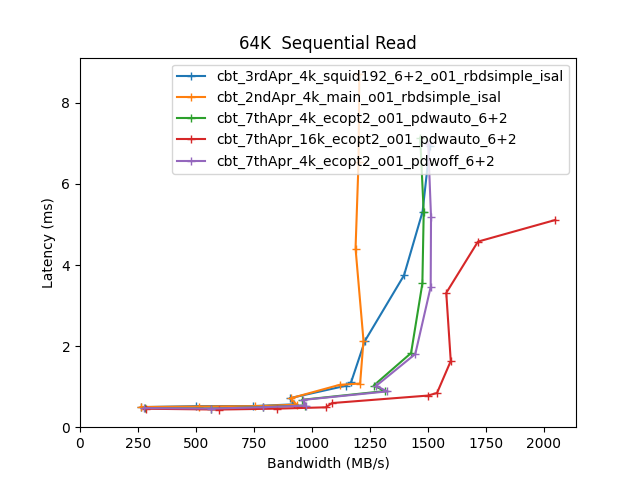 64K  Sequential Read
cbt_3rdApr_4k_squid192_6+2_o01_rbdsimple_isal
cbt_2ndApr_4k_main_o01_rbdsimple_isal
cbt_7thApr_4k_ecopt2_o01_pdwauto_6+2
cbt_7thApr_16k_ecopt2_o01_pdwauto_6+2
cbt_7thApr_4k_ecopt2_o01_pdwoff_6+2
Latency (ms)
8
6
4
2
0
0 250 500 750 1000 1250 1500 1750 2000
Bandwidth (MB/s)